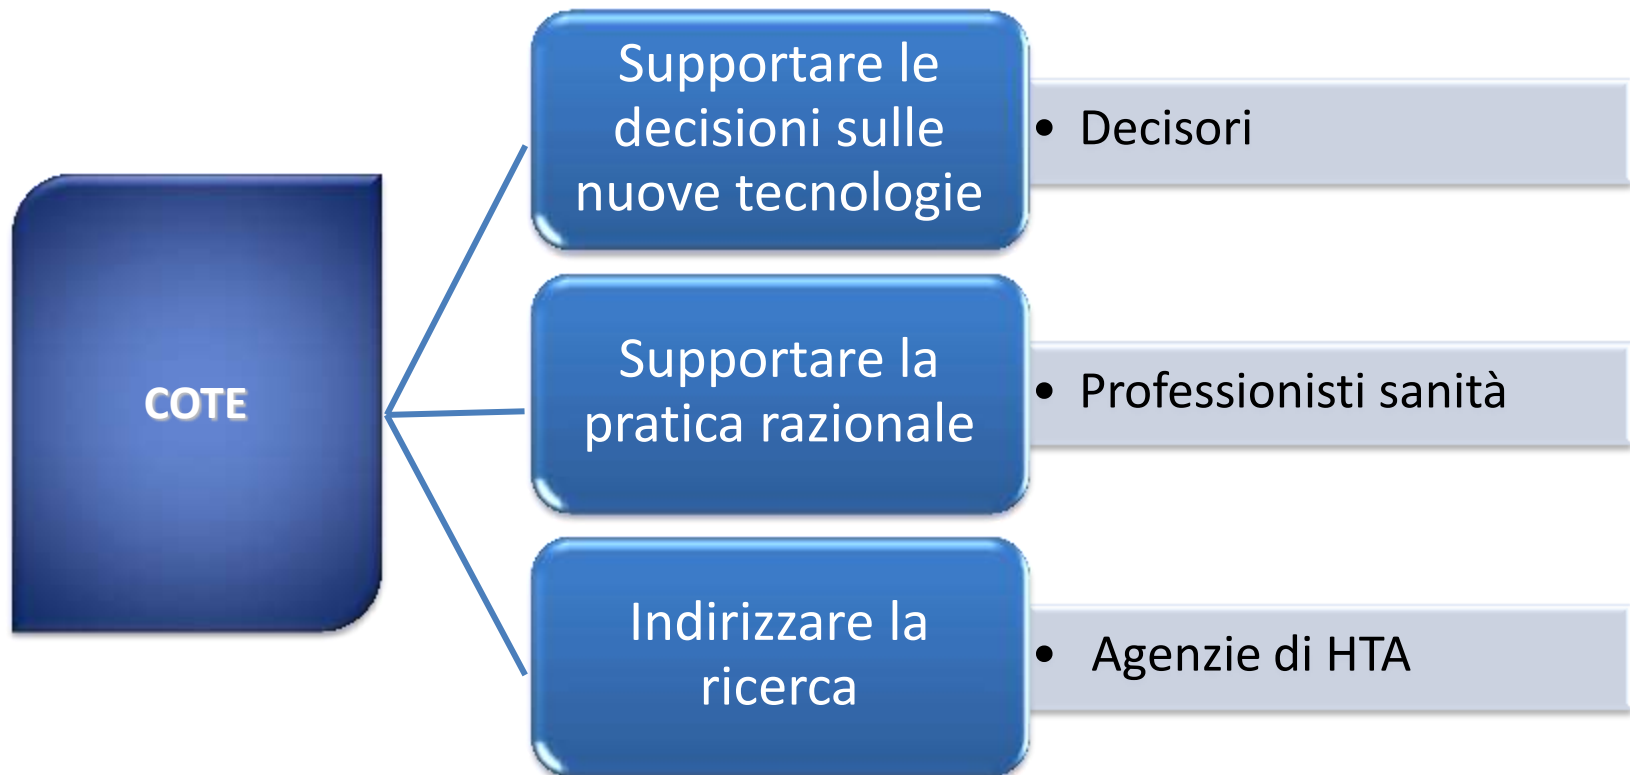 COTE
Supportare le
decisioni sulle
nuove tecnologie
• Decisori
Supportare la
pratica razionale
• Professionisti sanità
Indirizzare la
ricerca
• Agenzie di HTA